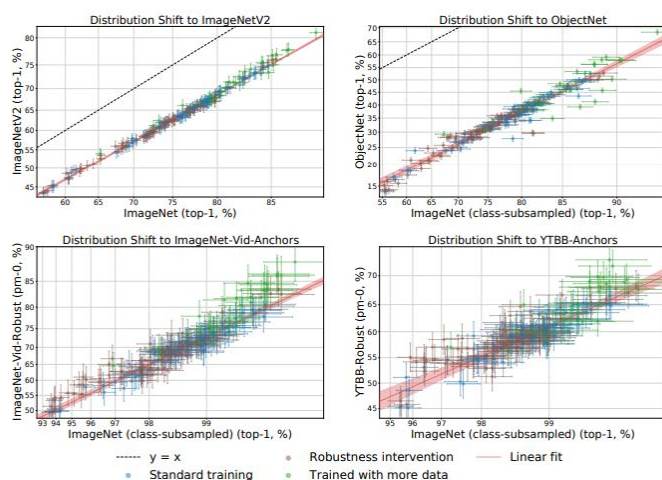 Distribution Shift to ImageNetV2
ImageNetV2 (top-1, %)
80
75
70
65
60
55
50
45
60 65 70 75 80 85
ImageNet (top-1, %)
Distribution Shift to ObjectNet
ObjectNet (top-1, %)
70
65
60
55
50
45
40
35
30
25
20
15
55 60 65 70 75 80 85 90
ImageNet (class-subsampled) (top-1, %)
Distribution Shift to ImageNet-Vid-Anchors
ImageNet-Vid-Robust (pm-0, %)
90
85
80
75
70
65
60
55
50
93 94 95 96 97 98 99
ImageNet (class-subsampled) (top-1, %)
Distribution Shift to YTBB-Anchors
YTBB-Robust (pm-0, %)
70
65
60
55
50
45
95 96 97 98 99
ImageNet (class-subsampled) (top-1, %)
y = x Robustness intervention Linear fit
Standard training Trained with more data